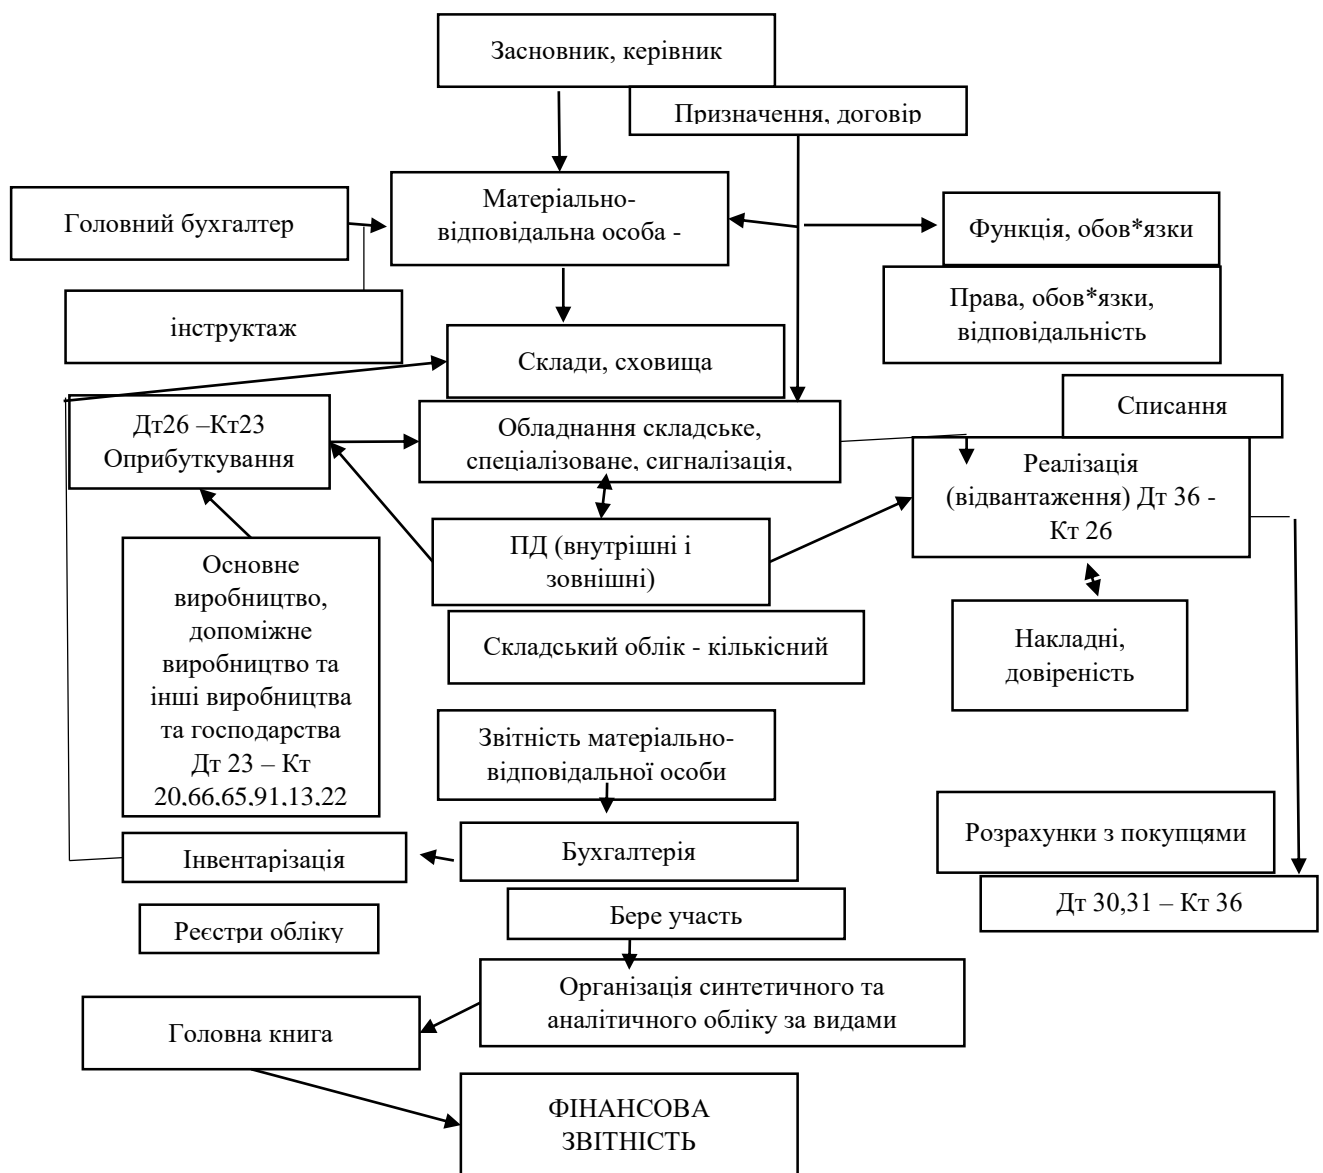 Засновник, керівник
Призначення, договір
Головний бухгалтер
Матеріально-
відповідальна особа -
Функція, обов*язки
Права, обов*язки,
відповідальність
інструктаж
Склади, сховища
Списання
Дт26 –Кт23
Оприбуткування
Обладнання складське,
спеціалізоване, сигналізація,
Реалізація
(відвантаження) Дт 36 -
Кт 26
ПД (внутрішні і
зовнішні)
Основне
виробництво,
допоміжне
виробництво та
інші виробництва
та господарства
Дт 23 – Кт
20,66,65,91,13,22
Складський облік - кількісний
Накладні,
довіреність
Звітність матеріально-
відповідальної особи
Розрахунки з покупцями
Інвентарізація
Бухгалтерія
Дт 30,31 – Кт 36
Реєстри обліку
Бере участь
Організація синтетичного та
аналітичного обліку за видами
Головна книга
ФІНАНСОВА
ЗВІТНІСТЬ